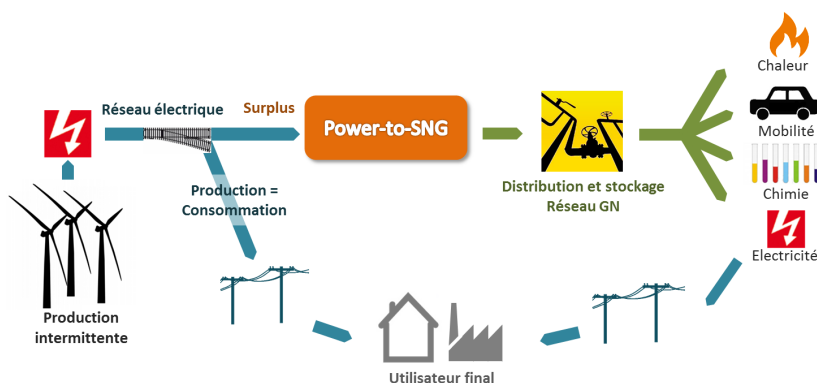 Réseau électrique
Surplus
Power-to-SNG
Chaleur
Mobilité
Production =
Consommation
Distribution et stockage
Réseau GN
Chimie
Electricité
Production
intermittente
Utilisateur final